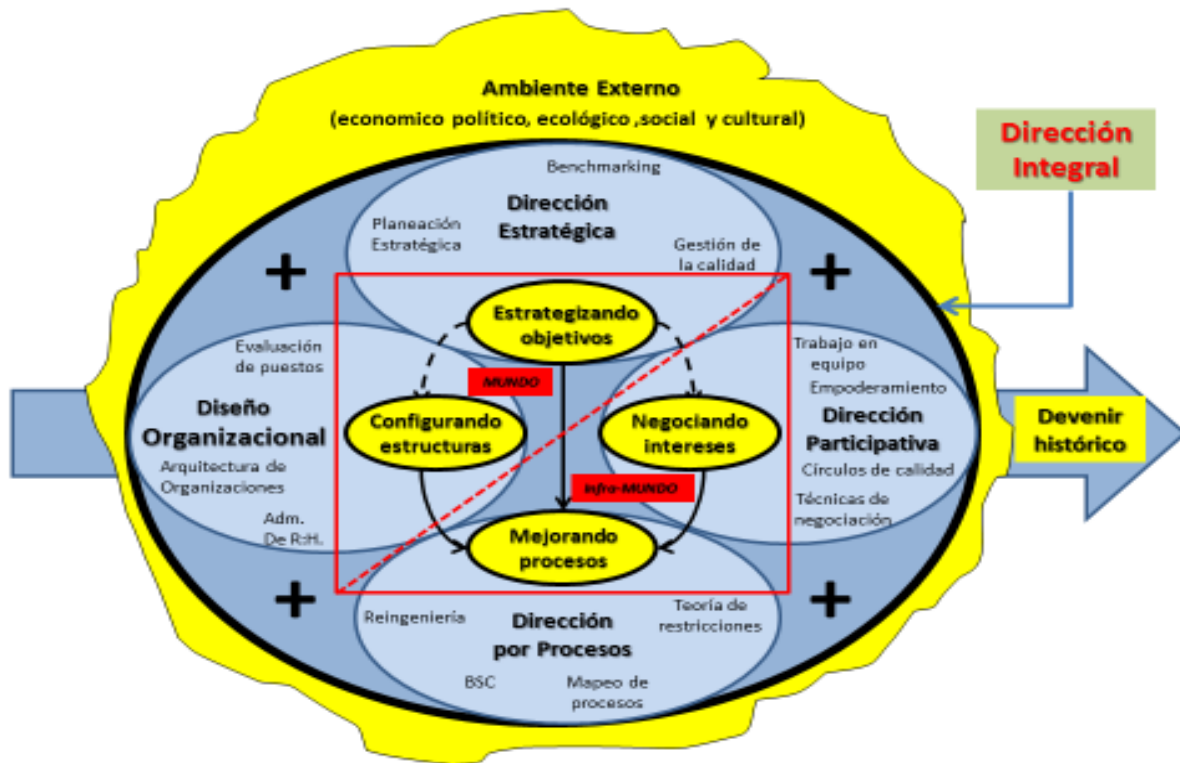 Ambiente Externo
(economico político, ecológico ,social y cultural)
Dirección
Integral
Benchmarking
Dirección
Estratégica
Planeación
Estratégica
Gestión de
la calidad
Estrategizando
objetivos
Evaluación
de puestos
MUNDO
Trabajo en
equipo
Empoderamiento
Diseño
Organizacional
Configurando
estructuras
Negociando
intereses
Dirección
Participativa
Devenir
histórico
Arquitectura de
Organizaciones
Círculos de calidad
Infra-MUNDO
Técnicas de
negociación
Adm.
De R:H.
Mejorando
procesos
Reingeniería
Dirección
por Procesos
Teoría de
restricciones
BSC
Mapeo de
procesos